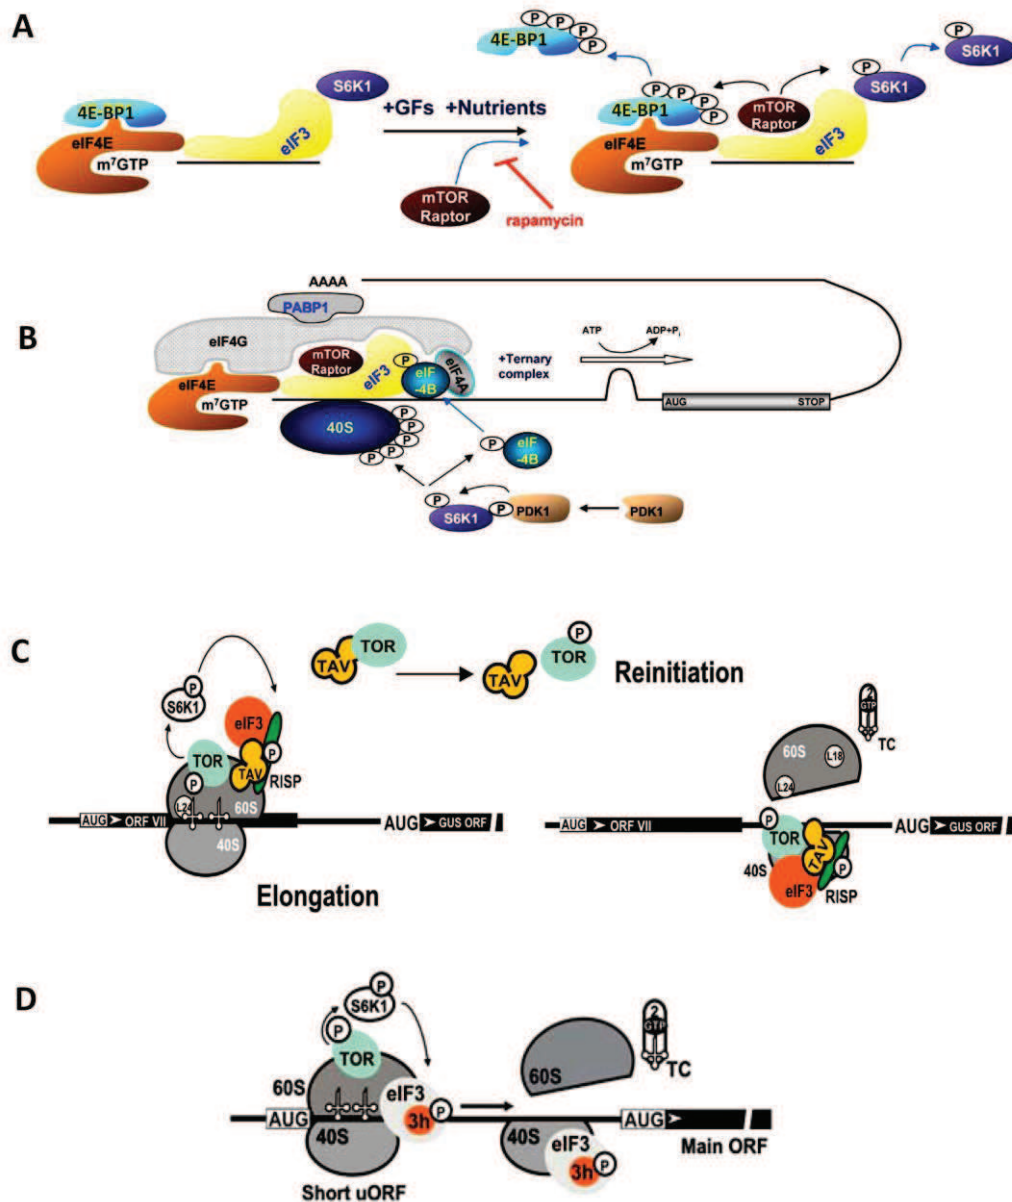 A
4E-BP1
eIF4E
m⁷GTP
S6K1
eIF3
+GFs +Nutrients
mTOR
Raptor
rapamycin
P P P P
4E-BP1
P P P P
4E-BP1
eIF4E
m⁷GTP
mTOR
Raptor
eIF3
P
S6K1
P
S6K1
B
AAAA
PABP1
eIF4G
mTOR
Raptor
eIF3
P
eIF
-4B
eIF4A
eIF4E
m⁷GTP
40S
P
P
P
P
P
+Ternary
complex
ATP
ADP+Pi
AUG
STOP
P
eIF
-4B
P
S6K1
P
PDK1
PDK1
C
P
S6K1
eIF3
TOR
TAV
P
RISP
P
L24
60S
40S
AUG
ORF VII
AUG
GUS ORF
Elongation
TAV
TOR
TAV
P
TOR
Reinitiation
2
GTP
TC
60S
L18
L24
AUG
ORF VII
P
TOR
TAV
40S
eIF3
P
RISP
AUG
GUS ORF
D
P
S6K1
P
TOR
60S
eIF3
3h
P
AUG
40S
Short uORF
60S
2
GTP
TC
40S
eIF3
3h
P
AUG
Main ORF